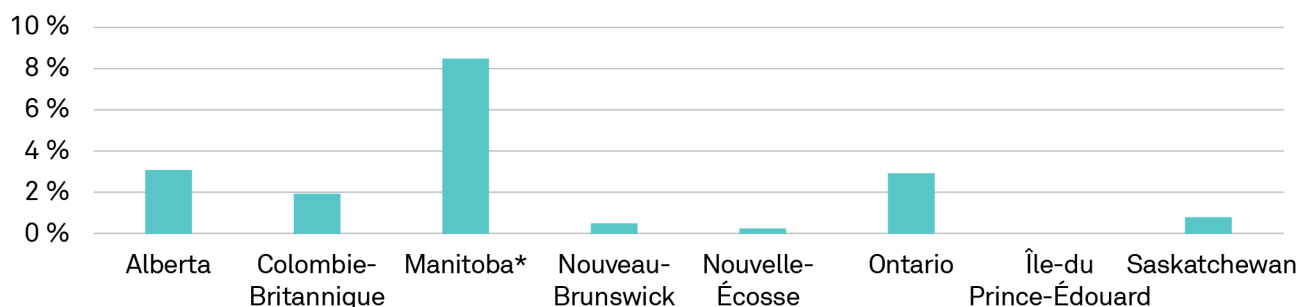 10 %
8 %
6 %
4 %
2 %
0 %
Alberta
Colombie-
Britannique
Manitoba*
Nouveau-
Brunswick
Nouvelle-
Écosse
Ontario
Île-du
Prince-Édouard
Saskatchewan